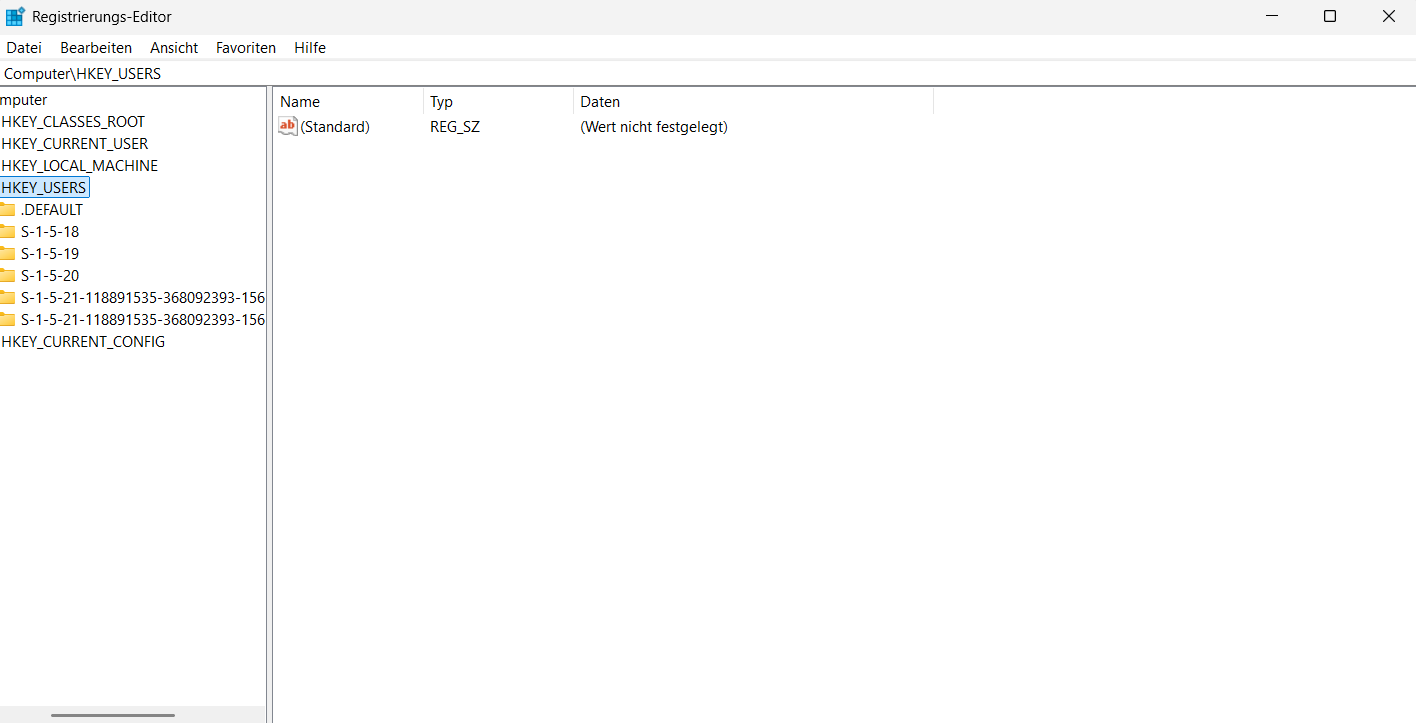 Registrierungs-Editor
Datei Bearbeiten Ansicht Favoriten Hilfe
Computer\HKEY_USERS
mputer
HKEY_CLASSES_ROOT
HKEY_CURRENT_USER
HKEY_LOCAL_MACHINE
HKEY_USERS
.DEFAULT
S-1-5-18
S-1-5-19
S-1-5-20
S-1-5-21-118891535-368092393-156
S-1-5-21-118891535-368092393-156
HKEY_CURRENT_CONFIG
Name Typ Daten
ab (Standard) REG_SZ (Wert nicht festgelegt)